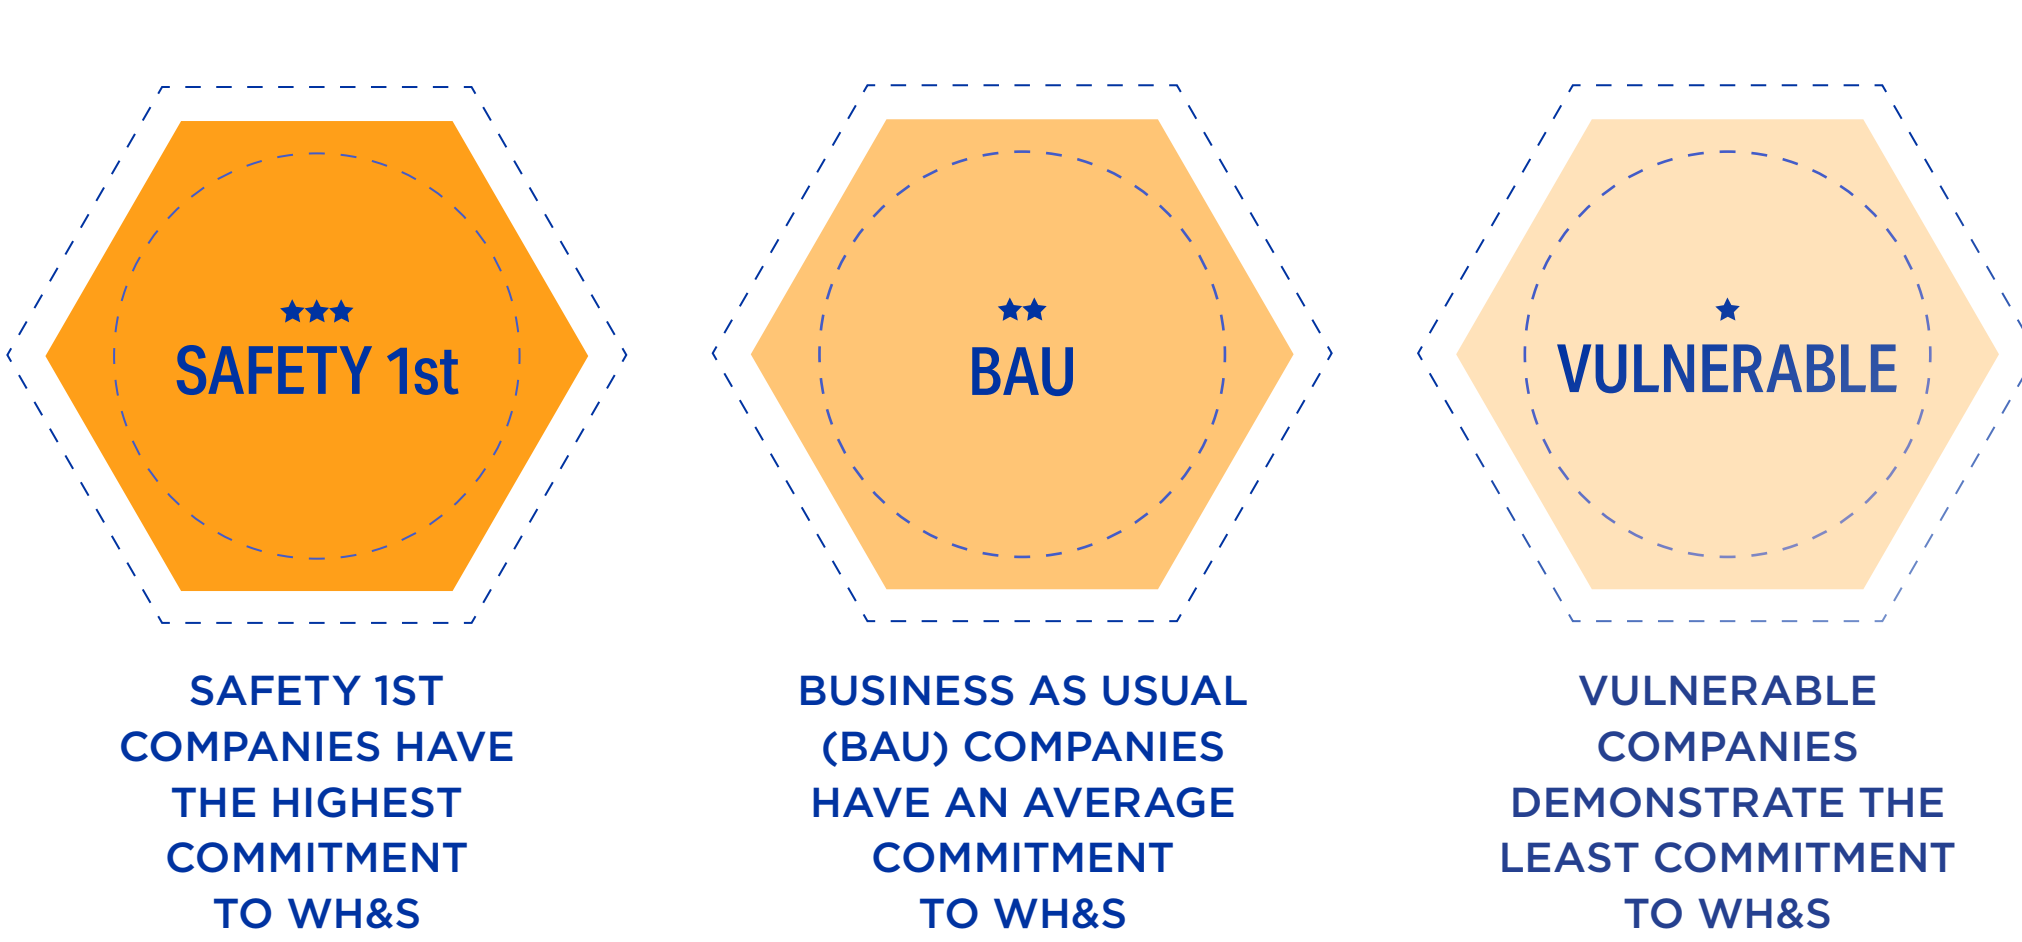 SAFETY 1st
SAFETY 1ST
COMPANIES HAVE
THE HIGHEST
COMMITMENT
TO WH&S
BAU
BUSINESS AS USUAL
(BAU) COMPANIES
HAVE AN AVERAGE
COMMITMENT
TO WH&S
VULNERABLE
VULNERABLE
COMPANIES
DEMONSTRATE THE
LEAST COMMITMENT
TO WH&S